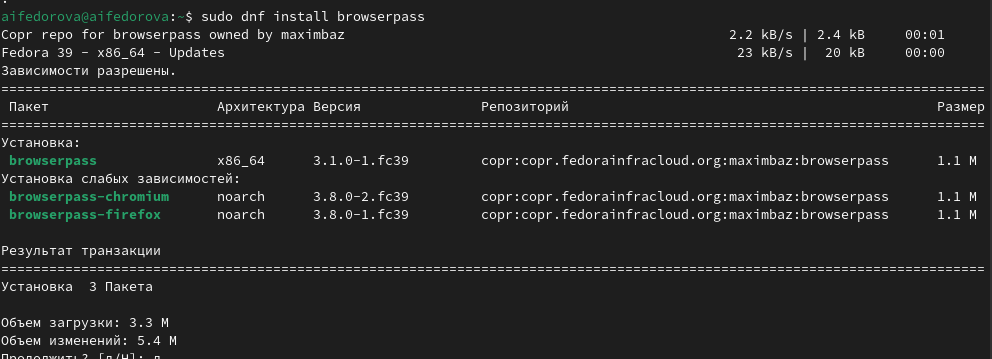 aifedorova@aifedorova:~$ sudo dnf install browserpass
Copr repo for browserpass owned by maximbaz 2.2 kB/s | 2.4 kB 00:01
Fedora 39 - x86_64 - Updates 23 kB/s | 20 kB 00:00
Зависимости разрешены.
================================================================================
Пакет Архитектура Версия Репозиторий Размер
================================================================================
Установка:
browserpass x86_64 3.1.0-1.fc39 copr:copr.fedorainfracloud.org:maximbaz:browserpass 1.1 M
Установка слабых зависимостей:
browserpass-chromium noarch 3.8.0-2.fc39 copr:copr.fedorainfracloud.org:maximbaz:browserpass 1.1 M
browserpass-firefox noarch 3.8.0-1.fc39 copr:copr.fedorainfracloud.org:maximbaz:browserpass 1.1 M
Результат транзакции
================================================================================
Установка 3 Пакета
Объем загрузки: 3.3 M
Объем изменений: 5.4 M
Продолжить? [д/Н]: д